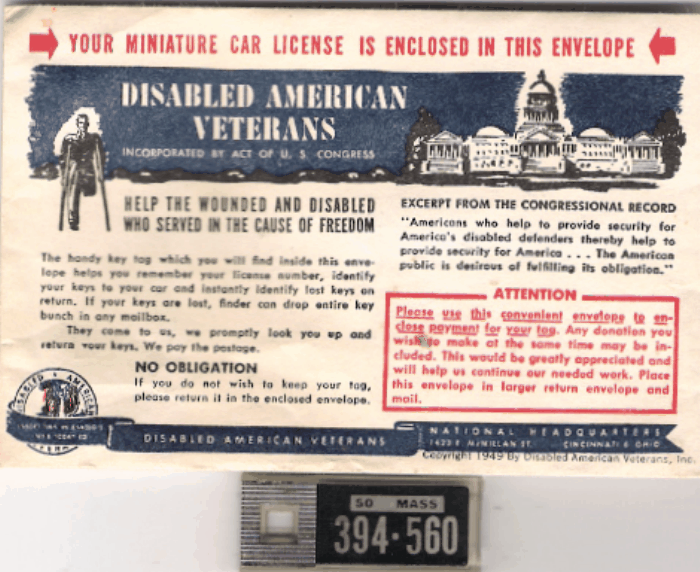 YOUR MINIATURE CAR LICENSE IS ENCLOSED IN THIS ENVELOPE
DISABLED AMERICAN
VETERANS
INCORPORATED BY ACT OF U. S. CONGRESS
HELP THE WOUNDED AND DISABLED
WHO SERVED IN THE CAUSE OF FREEDOM
The handy key tag which you will find inside this enve-
lope helps you remember your license number, identify
your keys to your car and instantly identify lost keys on
return. If your keys are lost, finder can drop entire key
bunch in any mailbox.
They come to us, we promptly look you up and
return your keys. We pay the postage.
NO OBLIGATION
If you do not wish to keep your tag,
please return it in the enclosed envelope.
EXCERPT FROM THE CONGRESSIONAL RECORD
"Americans who help to provide security for
America's disabled defenders thereby help to
provide security for America . . . The American
public is desirous of fulfilling its obligation."
ATTENTION
Please use this convenient envelope to en-
close payment for your tag. Any donation you
wish to make at the same time may be in-
cluded. This would be greatly appreciated and
will help us continue our needed work. Place
this envelope in larger return envelope and
mail.
DISABLED AMERICAN
DISABLED AMERICAN VETERANS
NATIONAL HEADQUARTERS
1423 E. McMILLAN ST. CINCINNATI 6 OHIO
Copyright 1949 By Disabled American Veterans, Inc.
50 MASS
394·560